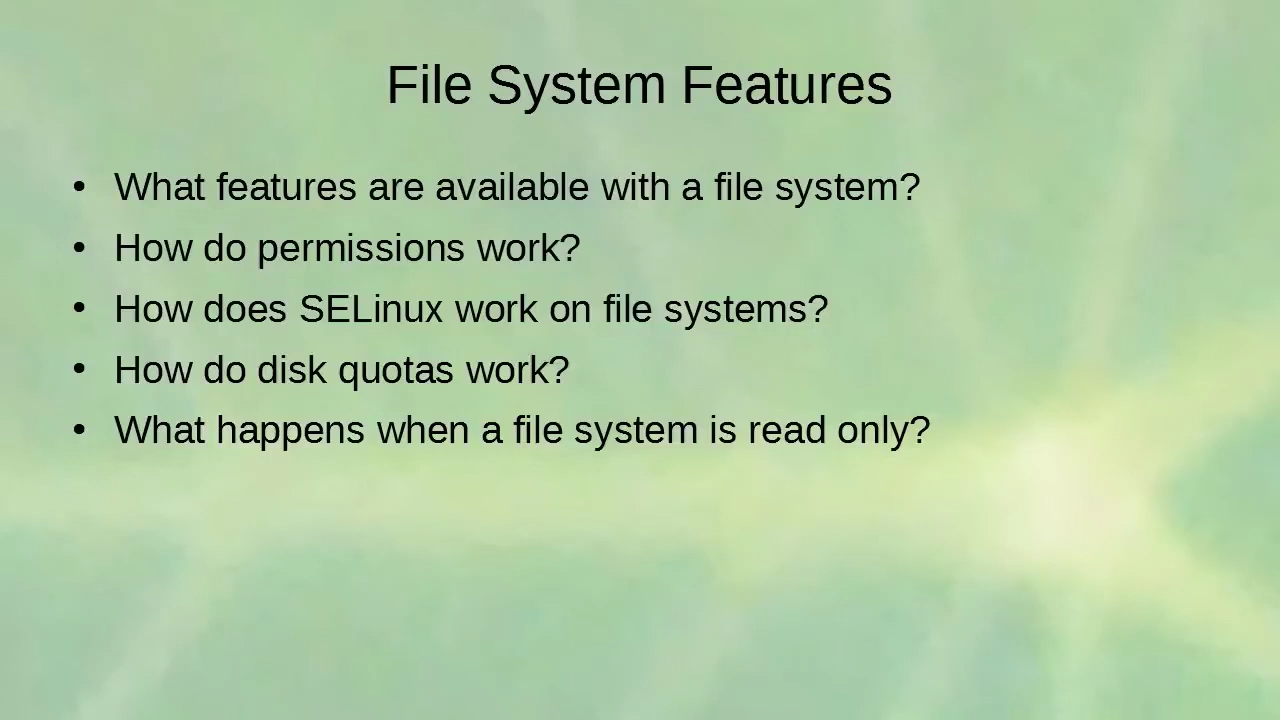 File System Features
• What features are available with a file system?
• How do permissions work?
• How does SELinux work on file systems?
• How do disk quotas work?
• What happens when a file system is read only?